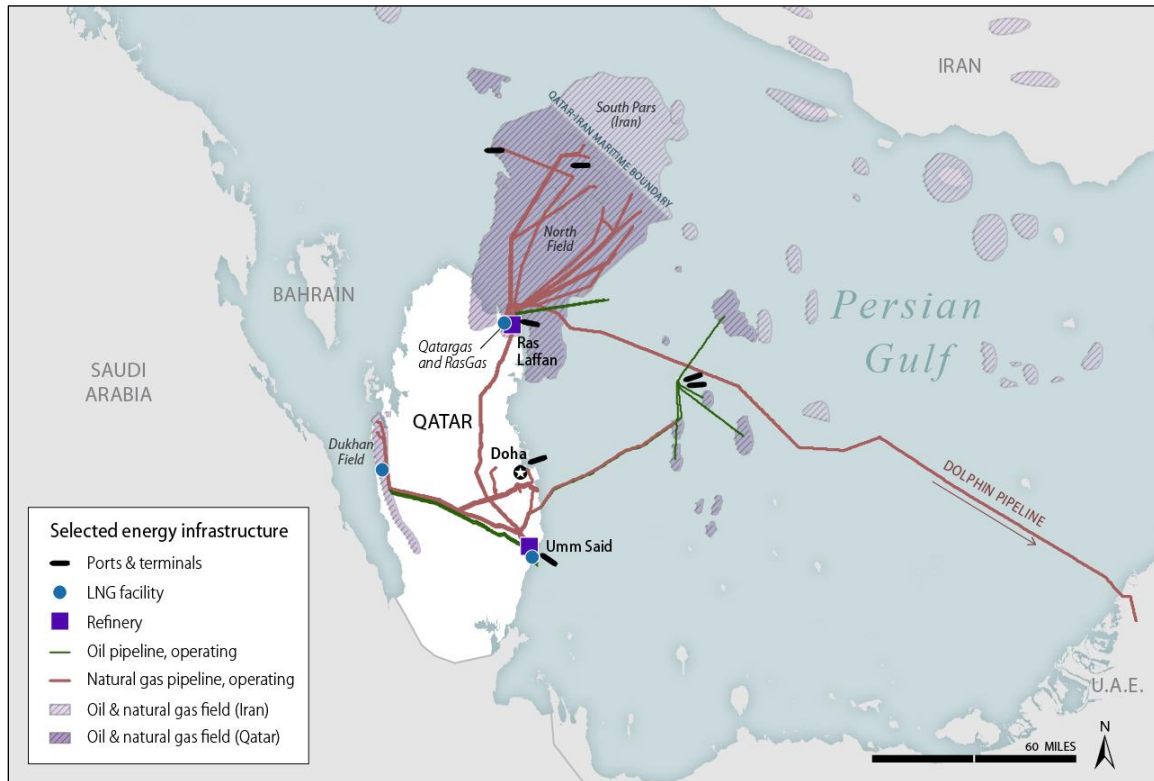 IRAN
South Pars
(Iran)
QATAR-IRAN MARITIME BOUNDARY
North
Field
BAHRAIN
Persian
Gulf
Qatargas
and RasGas
Ras
Laffan
SAUDI
ARABIA
QATAR
Dukhan
Field
Doha
DOLPHIN PIPELINE
Umm Said
U.A.E.
Selected energy infrastructure
Ports & terminals
LNG facility
Refinery
Oil pipeline, operating
Natural gas pipeline, operating
Oil & natural gas field (Iran)
Oil & natural gas field (Qatar)
60 MILES
N